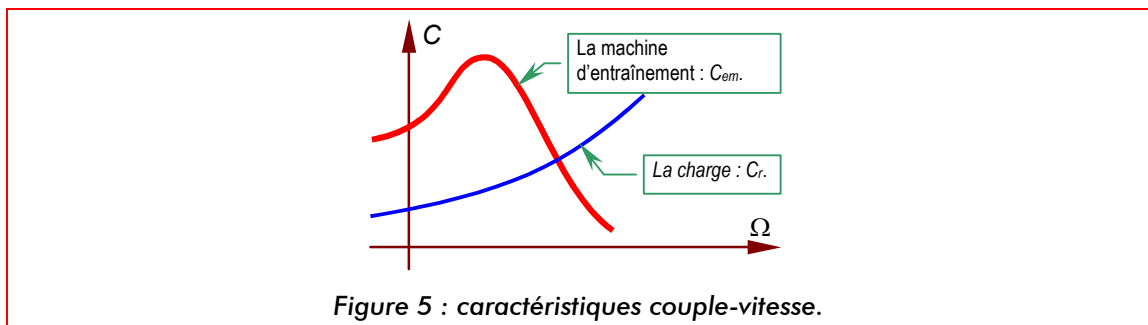 C
La machine
d'entraînement : Cem.
La charge : Cr.
Ω
Figure 5 : caractéristiques couple-vitesse.